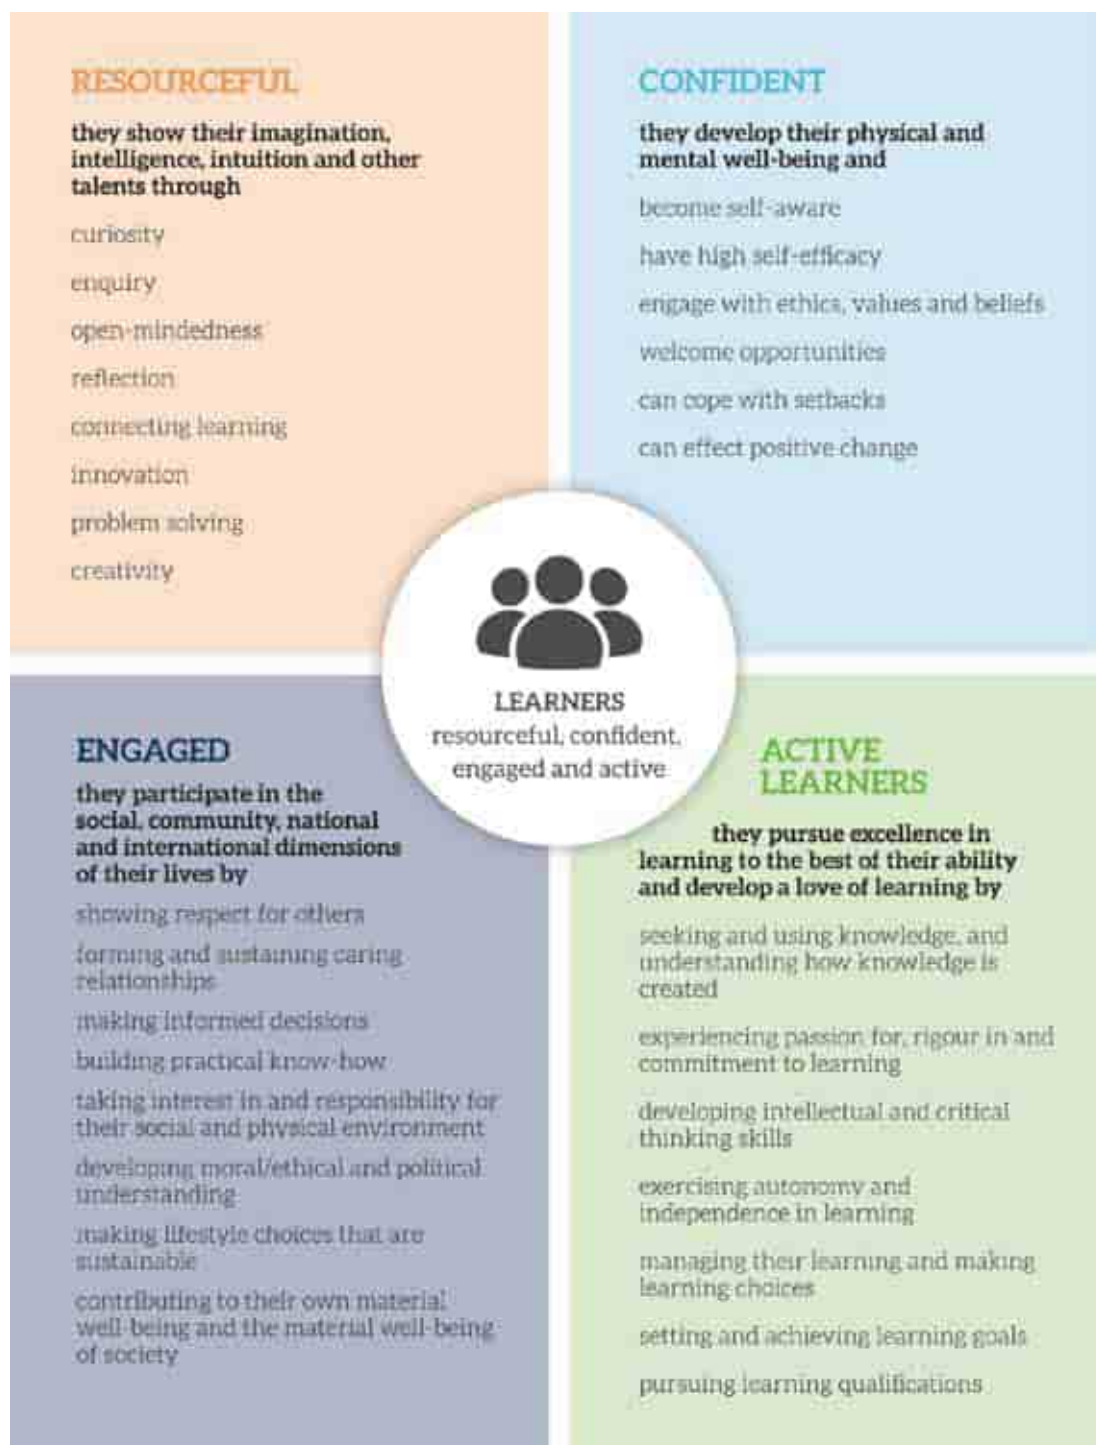 RESOURCEFUL
they show their imagination,
intelligence, intuition and other
talents through
curiosity
enquiry
open-mindedness
reflection
connecting learning
innovation
problem solving
creativity
CONFIDENT
they develop their physical and
mental well-being and
become self-aware
have high self-efficacy
engage with ethics, values and beliefs
welcome opportunities
can cope with setbacks
can effect positive change
LEARNERS
resourceful, confident,
engaged and active
ENGAGED
they participate in the
social, community, national
and international dimensions
of their lives by
showing respect for others
forming and sustaining caring
relationships
making informed decisions
building practical know-how
taking interest in and responsibility for
their social and physical environment
developing moral/ethical and political
understanding
making lifestyle choices that are
sustainable
contributing to their own material
well-being and the material well-being
of society
ACTIVE
LEARNERS
they pursue excellence in
learning to the best of their ability
and develop a love of learning by
seeking and using knowledge, and
understanding how knowledge is
created
experiencing passion for, rigour in and
commitment to learning
developing intellectual and critical
thinking skills
exercising autonomy and
independence in learning
managing their learning and making
learning choices
setting and achieving learning goals
pursuing learning qualifications